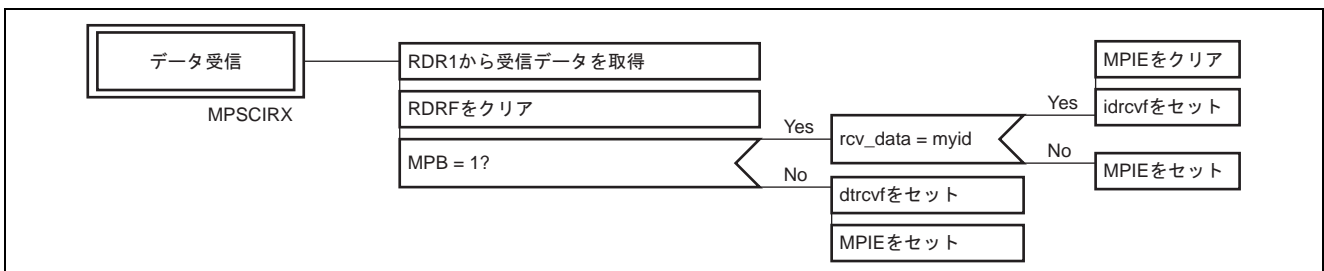 データ受信
MPSCIRX
RDR1から受信データを取得
RDRFをクリア
MPB = 1?
Yes
rcv_data = myid
Yes
MPIEをクリア
idrcvfをセット
No
MPIEをセット
No
dtrcvfをセット
MPIEをセット